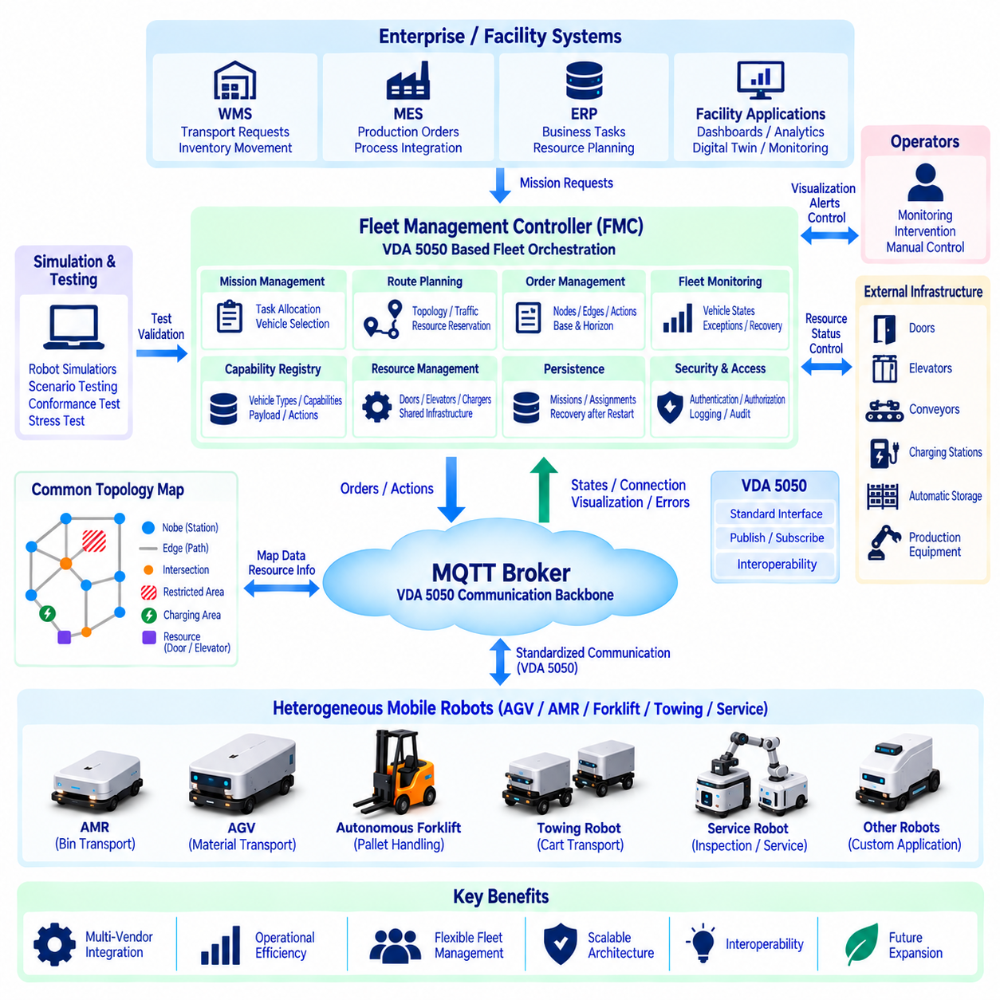 Enterprise / Facility Systems
WMS
Transport Requests
Inventory Movement
MES
Production Orders
Process Integration
ERP
Business Tasks
Resource Planning
Facility Applications
Dashboards / Analytics
Digital Twin / Monitoring
Mission Requests
Operators
Monitoring
Intervention
Manual Control
Visualization
Alerts
Control
Fleet Management Controller (FMC)
VDA 5050 Based Fleet Orchestration
Mission Management
Task Allocation
Vehicle Selection
Route Planning
Topology / Traffic
Resource Reservation
Order Management
Nodes / Edges / Actions
Base & Horizon
Fleet Monitoring
Vehicle States
Exceptions / Recovery
Capability Registry
Vehicle Types / Capabilities
Payload / Actions
Resource Management
Doors / Elevators / Chargers
Shared Infrastructure
Persistence
Missions / Assignments
Recovery after Restart
Security & Access
Authentication / Authorization
Logging / Audit
Simulation &
Testing
Robot Simulatiors
Scenario Testing
Conformance Test
Stress Test
Test
Validation
Resource
Status
Control
External Infrastructure
Doors
Elevators
Conveyors
Charging Stations
Automatic Storage
Production
Equipment
Orders / Actions
States / Connection
Visualization / Errors
VDA 5050
Standard Interface
Publish / Subscribe
Interoperability
Common Topology Map
Nobe (Station)
Edge (Path)
Intersection
Restricted Area
Charging Area
Resource
(Door / Elevator)
Map Data
Resource Info
MQTT Broker
VDA 5050 Communication Backbone
Standardized Communication
(VDA 5050)
Heterogeneous Mobile Robots (AGV / AMR / Forklift / Towing / Service)
AMR
(Bin Transport)
AGV
(Material Transport)
Autonomous Forklift
(Pallet Handling)
Towing Robot
(Cart Transport)
Service Robot
(Inspection / Service)
Other Robots
(Custom Application)
Key Benefits
Multi-Vendor
Integration
Operational
Efficiency
Flexible Fleet
Management
Scalable
Architecture
Interoperability
Future
Expansion